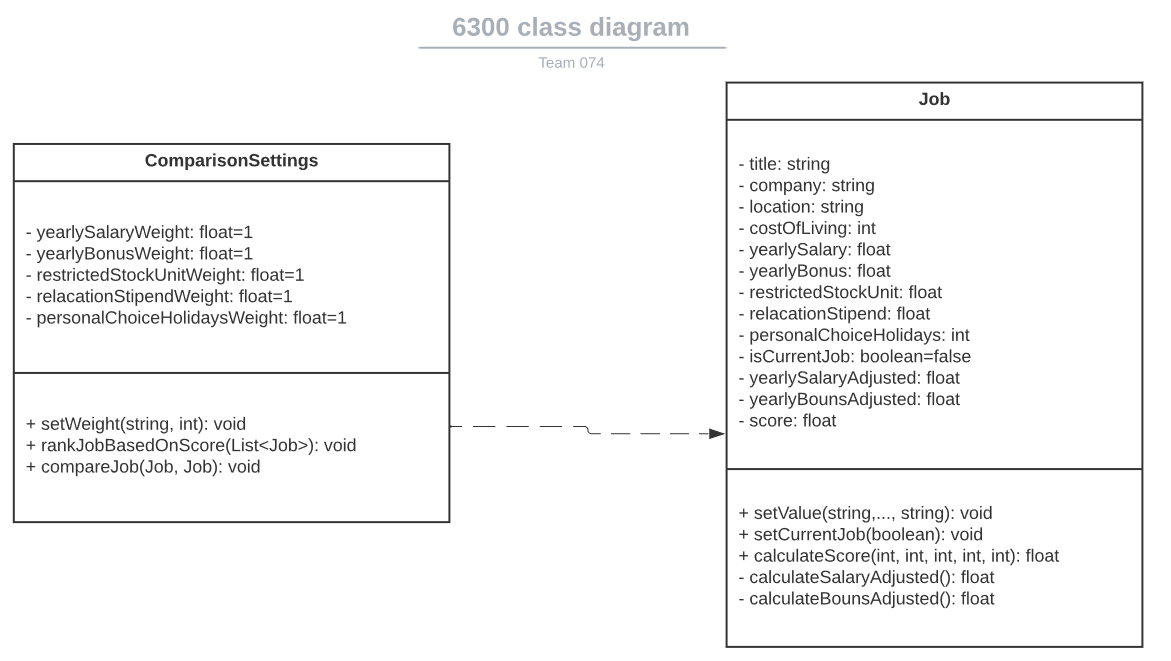 6300 class diagram
Team 074
ComparisonSettings
- yearlySalaryWeight: float=1
- yearlyBonusWeight: float=1
- restrictedStockUnitWeight: float=1
- relacationStipendWeight: float=1
- personalChoiceHolidaysWeight: float=1
+ setWeight(string, int): void
+ rankJobBasedOnScore(List<Job>): void
+ compareJob(Job, Job): void
Job
- title: string
- company: string
- location: string
- costOfLiving: int
- yearlySalary: float
- yearlyBonus: float
- restrictedStockUnit: float
- relacationStipend: float
- personalChoiceHolidays: int
- isCurrentJob: boolean=false
- yearlySalaryAdjusted: float
- yearlyBounsAdjusted: float
- score: float
+ setValue(string,..., string): void
+ setCurrentJob(boolean): void
+ calculateScore(int, int, int, int, int): float
- calculateSalaryAdjusted(): float
- calculateBounsAdjusted(): float